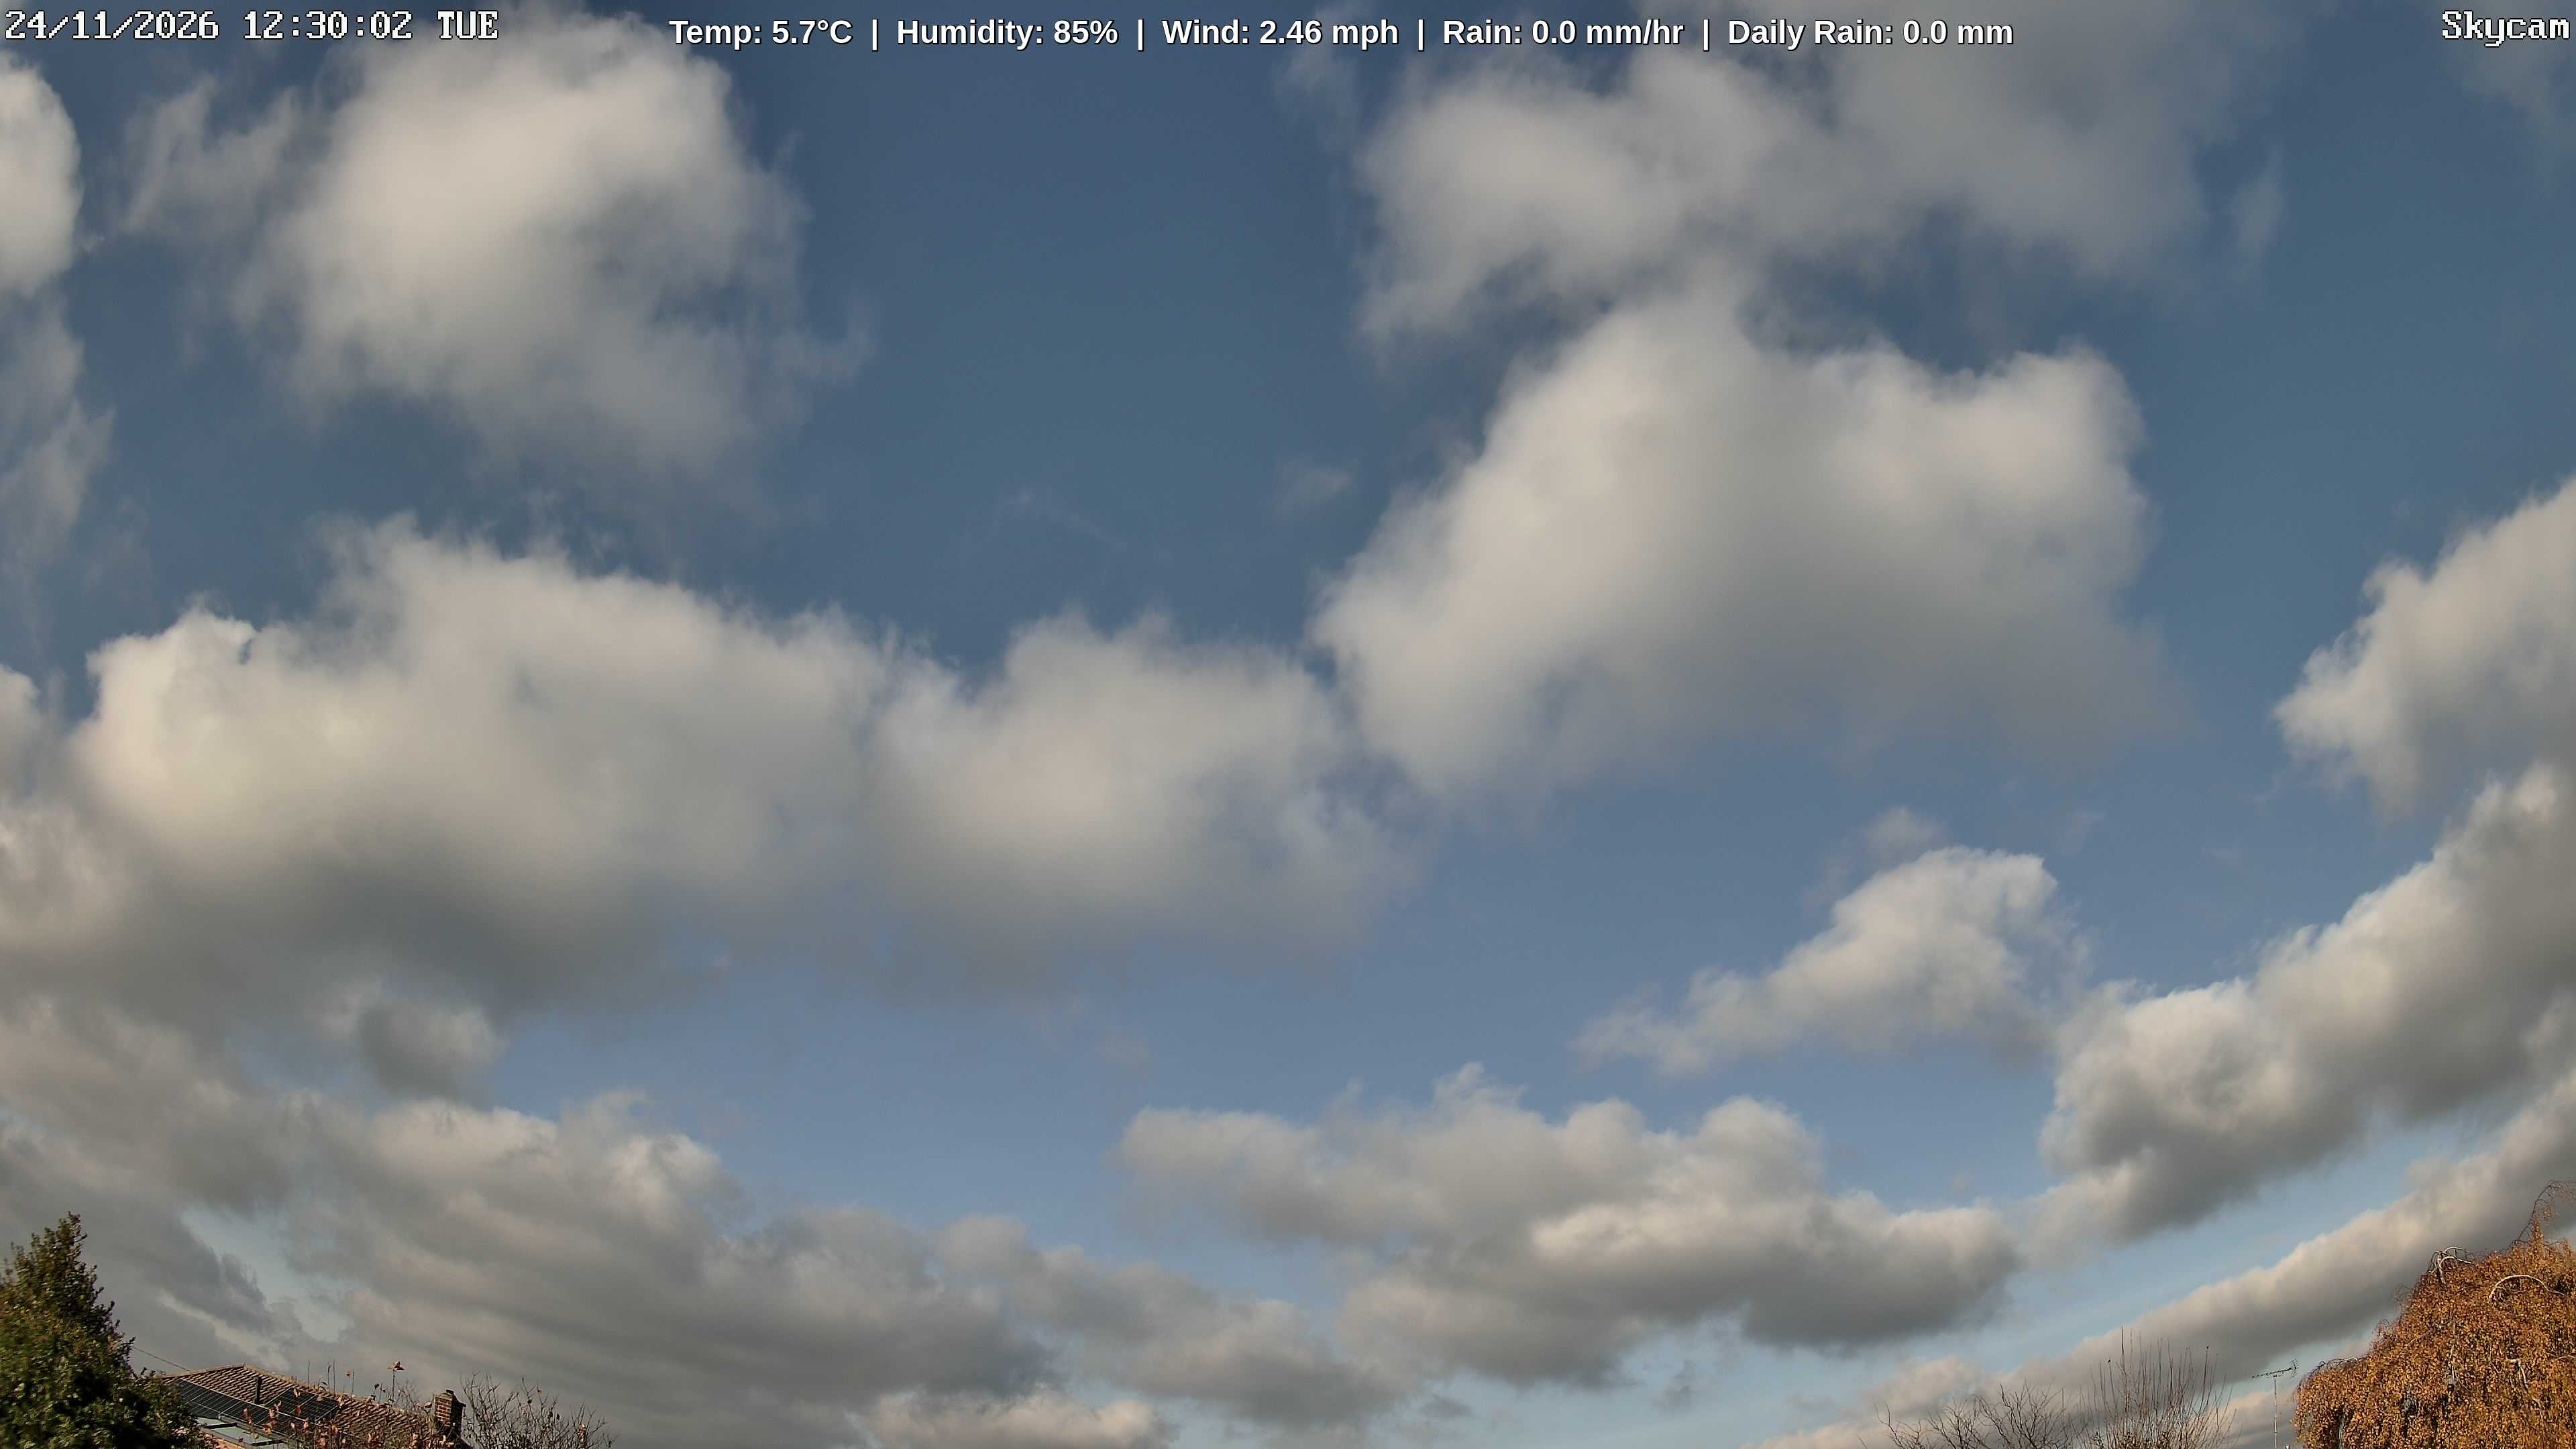 24/11/2026 12:30:02 TUE
Temp: 5.7°C | Humidity: 85% | Wind: 2.46 mph | Rain: 0.0 mm/hr | Daily Rain: 0.0 mm
Skycam